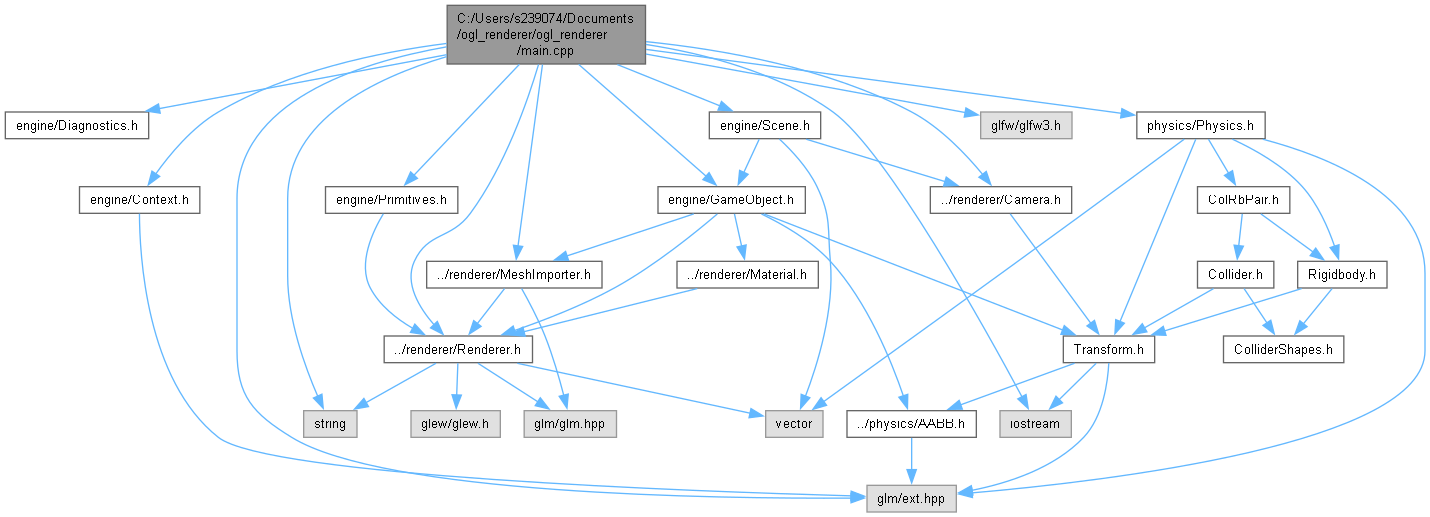 C:/Users/s239074/Documents
/ogl_renderer/ogl_renderer
/main.cpp
engine/Diagnostics.h
engine/Scene.h
glfw/glfw3.h
physics/Physics.h
engine/Context.h
engine/Primitives.h
engine/GameObject.h
../renderer/Camera.h
ColRbPair.h
../renderer/MeshImporter.h
../renderer/Material.h
Collider.h
Rigidbody.h
../renderer/Renderer.h
Transform.h
ColliderShapes.h
string
glew/glew.h
glm/glm.hpp
vector
../physics/AABB.h
iostream
glm/ext.hpp